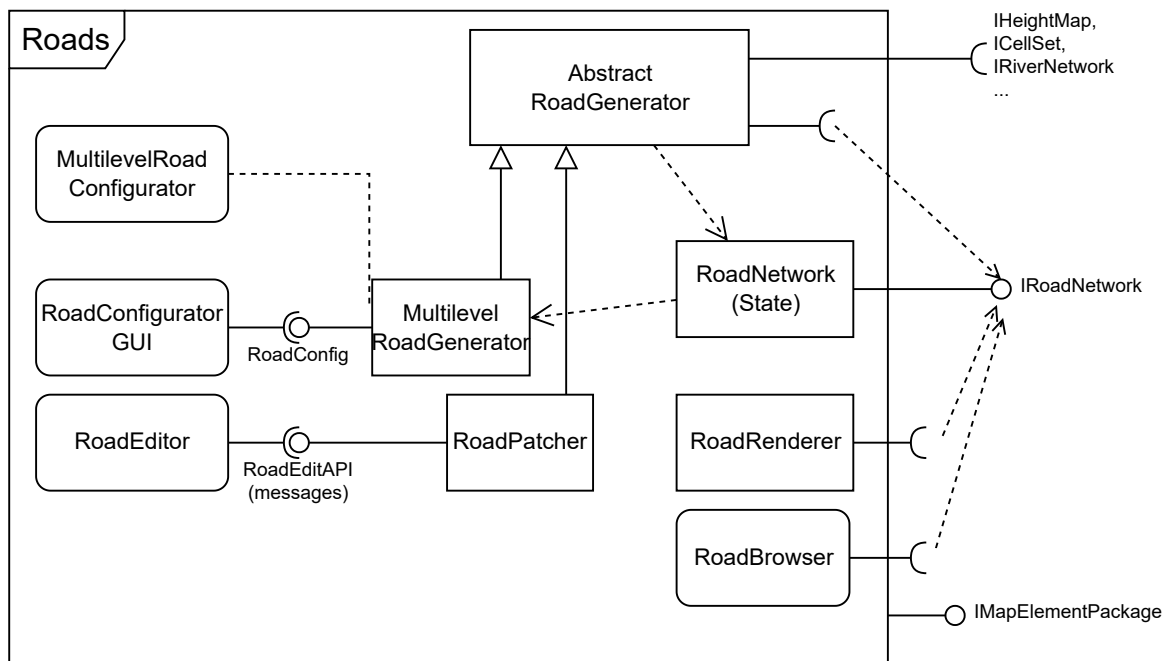 Roads
Abstract
RoadGenerator
IHeightMap,
ICellSet,
IRiverNetwork
...
MultilevelRoad
Configurator
RoadNetwork
(State)
IRoadNetwork
RoadConfigurator
GUI
RoadConfig
Multilevel
RoadGenerator
RoadEditor
RoadEditAPI
(messages)
RoadPatcher
RoadRenderer
RoadBrowser
IMapElementPackage